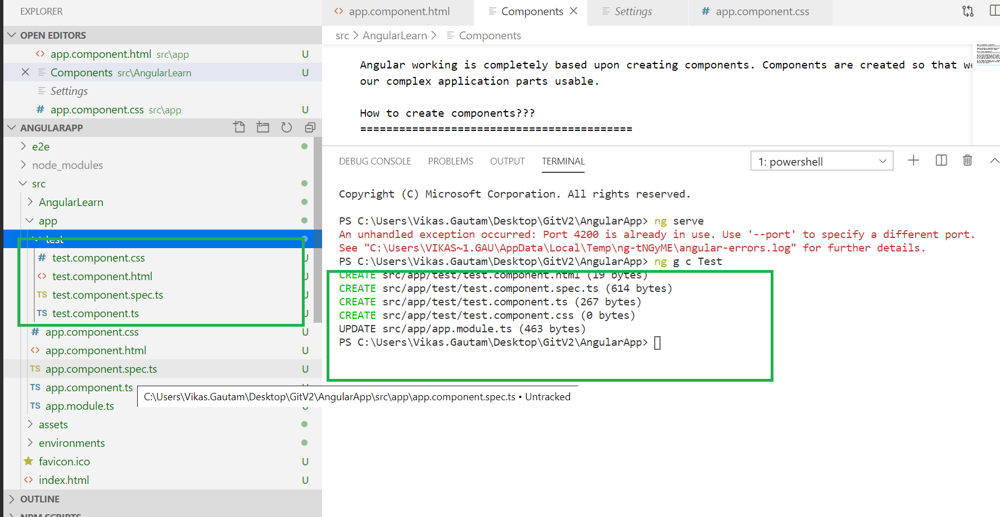 EXPLORER
OPEN EDITORS
<> app.component.html src\app U
Components src\AngularLearn U
Settings
# app.component.css src\app U
ANGULARAPP
e2e
node_modules
src
AngularLearn
app
test
# test.component.css U
<> test.component.html U
TS test.component.spec.ts U
TS test.component.ts U
# app.component.css U
<> app.component.html U
TS app.component.spec.ts U
TS app.component.ts
TS app.module.ts U
assets
environments
favicon.ico U
<> index.html U
OUTLINE
NPM SCRIPTS
<> app.component.html Components Settings # app.component.css
src > AngularLearn > Components
Angular working is completely based upon creating components. Components are created so that we
our complex application parts usable.
How to create components???
==========================================
DEBUG CONSOLE PROBLEMS OUTPUT TERMINAL 1: powershell
Copyright (C) Microsoft Corporation. All rights reserved.
PS C:\Users\Vikas.Gautam\Desktop\GitV2\AngularApp> ng serve
An unhandled exception occurred: Port 4200 is already in use. Use '--port' to specify a different port.
See "C:\Users\VIKAS~1.GAU\AppData\Local\Temp\ng-tNGyME\angular-errors.log" for further details.
PS C:\Users\Vikas.Gautam\Desktop\GitV2\AngularApp> ng g c Test
CREATE src/app/test/test.component.html (19 bytes)
CREATE src/app/test/test.component.spec.ts (614 bytes)
CREATE src/app/test/test.component.ts (267 bytes)
CREATE src/app/test/test.component.css (0 bytes)
UPDATE src/app/app.module.ts (463 bytes)
PS C:\Users\Vikas.Gautam\Desktop\GitV2\AngularApp>
C:\Users\Vikas.Gautam\Desktop\GitV2\AngularApp\src\app\app.component.spec.ts • Untracked